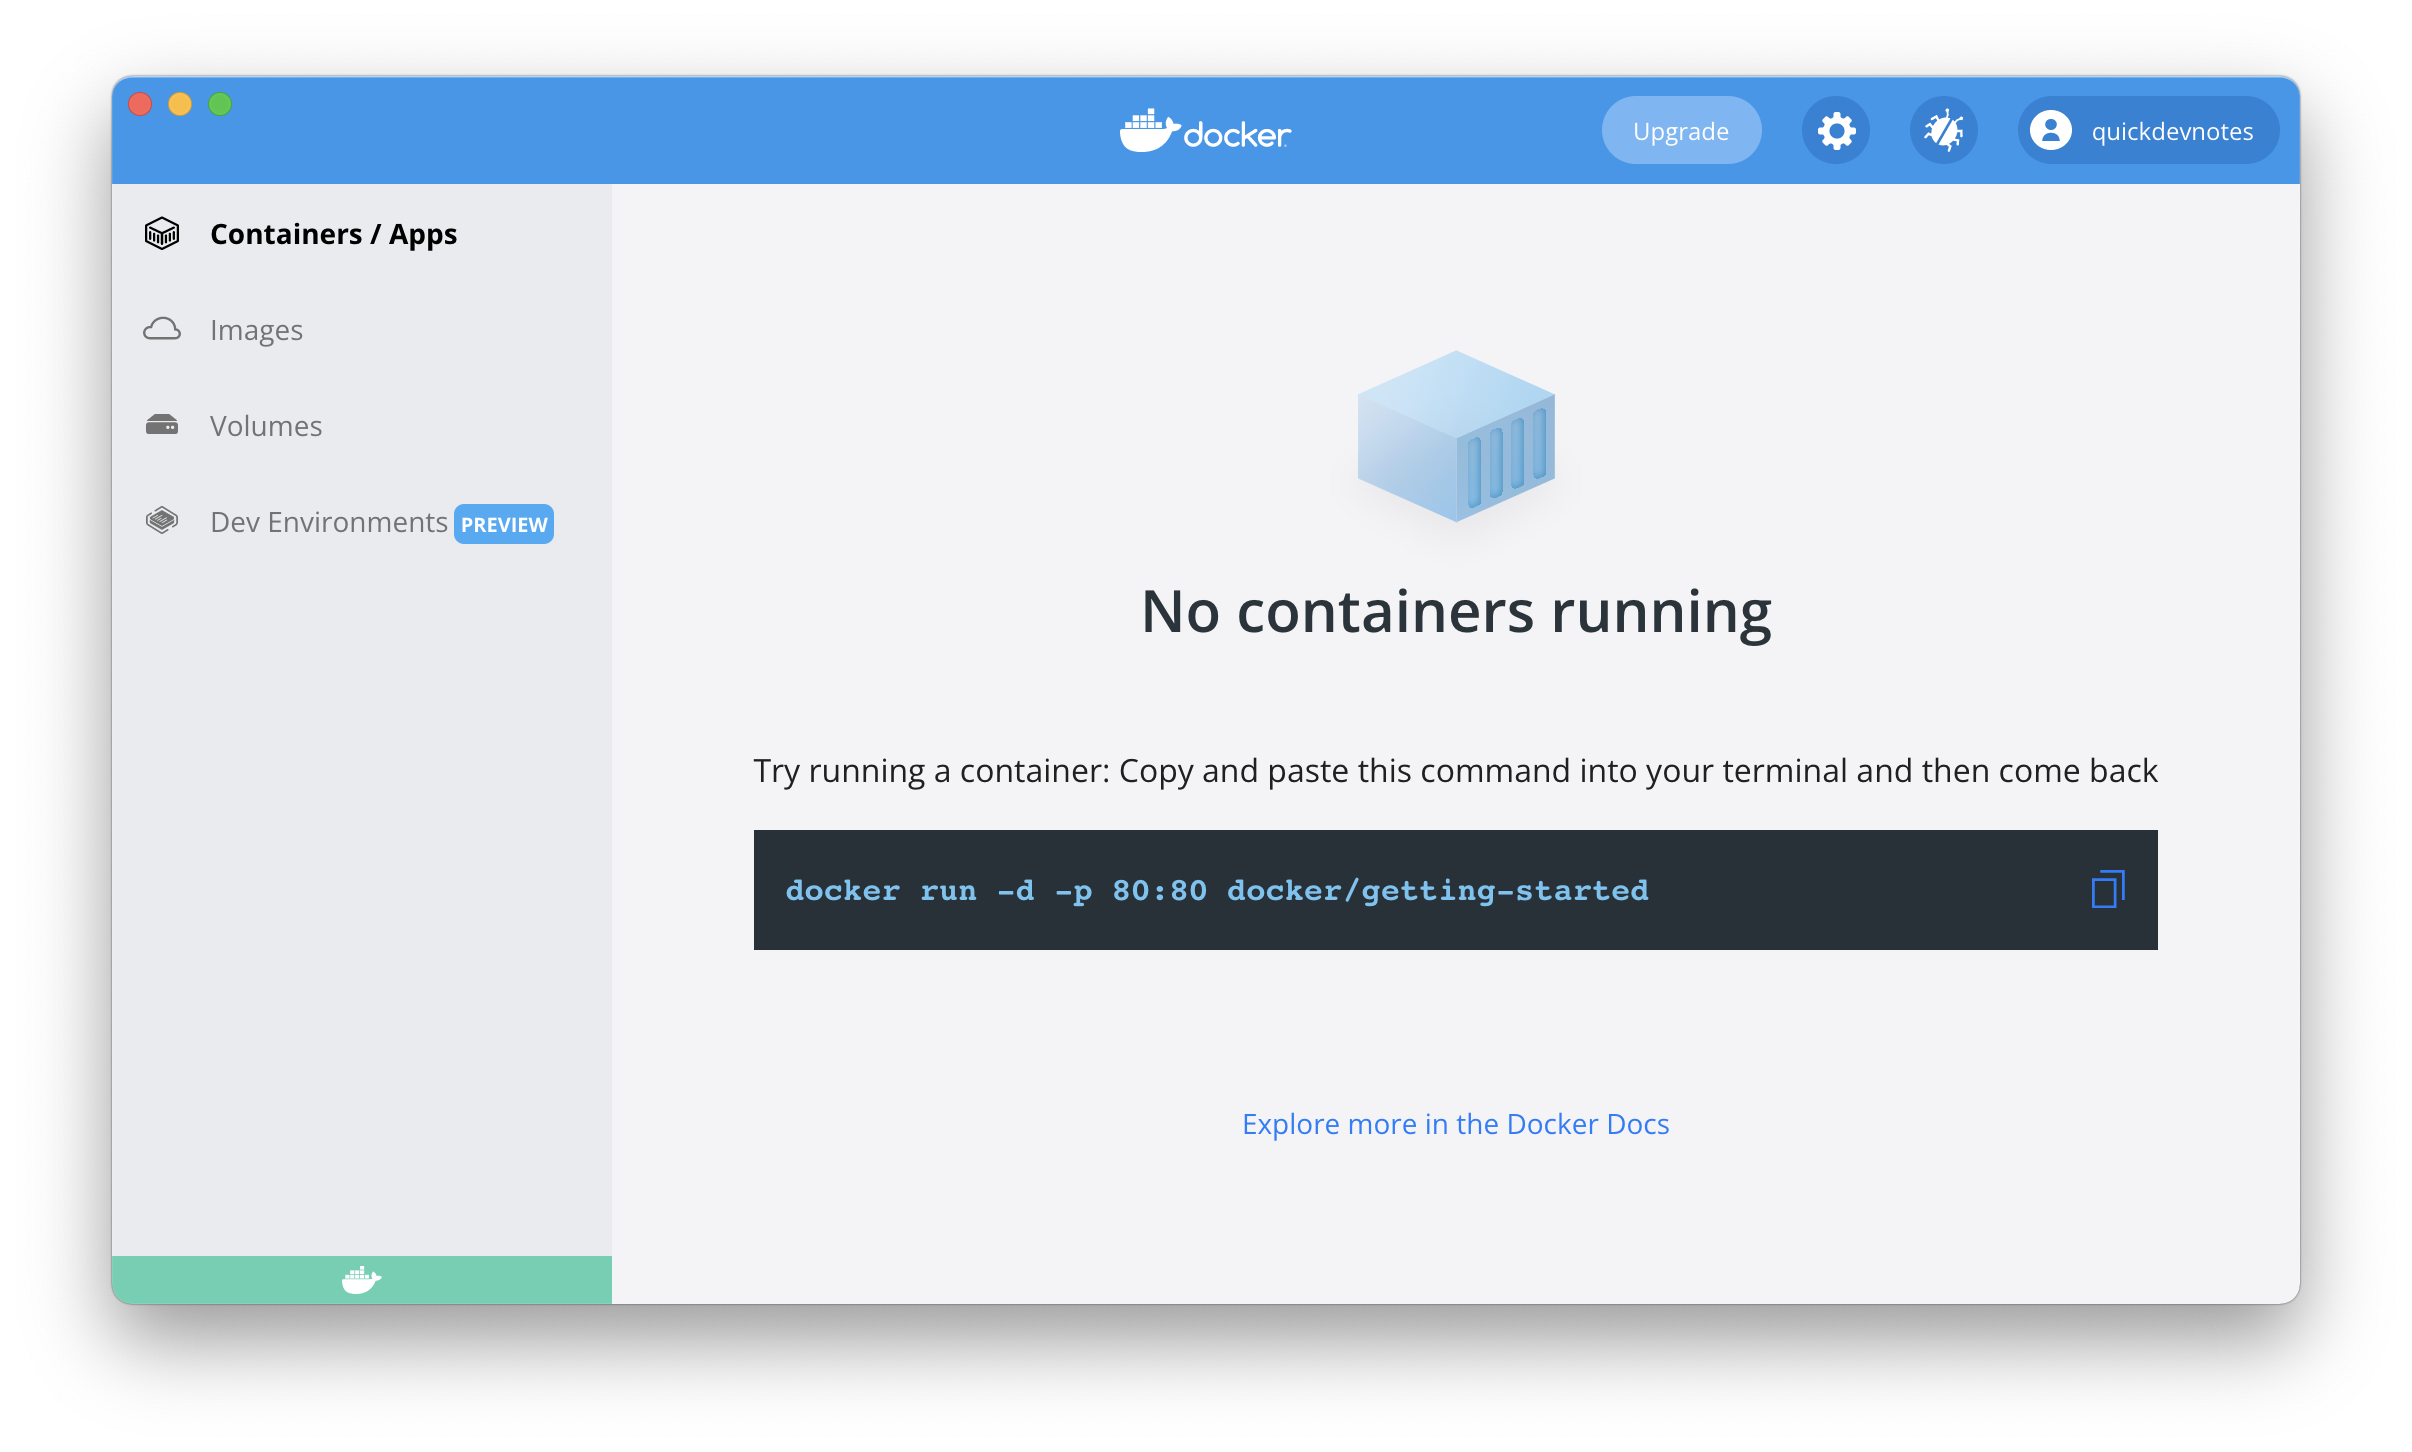 docker
Upgrade
quickdevnotes
Containers / Apps
Images
Volumes
Dev Environments PREVIEW
No containers running
Try running a container: Copy and paste this command into your terminal and then come back
docker run -d -p 80:80 docker/getting-started
Explore more in the Docker Docs